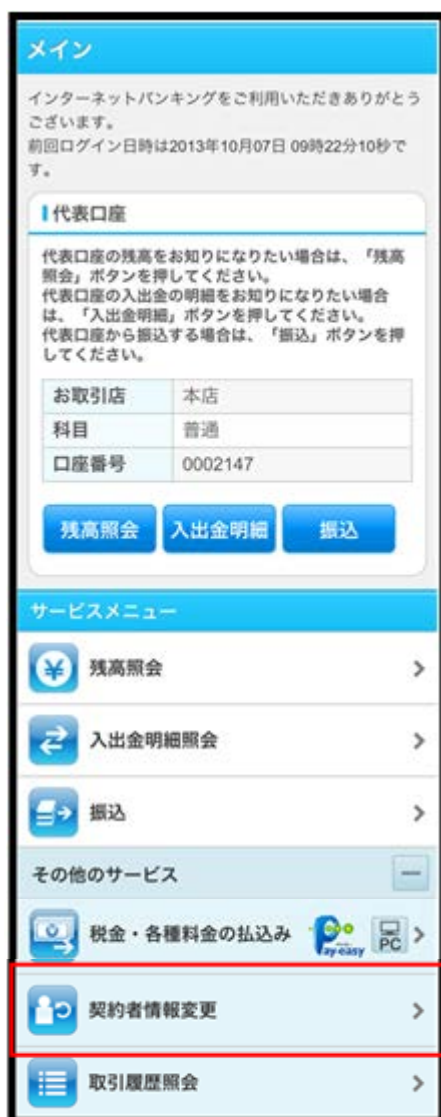 メイン
インターネットバンキングをご利用いただきありがとう
ございます。
前回ログイン日時は2013年10月07日 09時22分10秒で
す。
代表口座
代表口座の残高をお知りになりたい場合は、「残高
照会」ボタンを押してください。
代表口座の入出金の明細をお知りになりたい場合
は、「入出金明細」ボタンを押してください。
代表口座から振込する場合は、「振込」ボタンを押
してください。
お取引店 本店
科目 普通
口座番号 0002147
残高照会 入出金明細 振込
サービスメニュー
残高照会
入出金明細照会
振込
その他のサービス
税金・各種料金の払込み Pay-easy PC
契約者情報変更
取引履歴照会